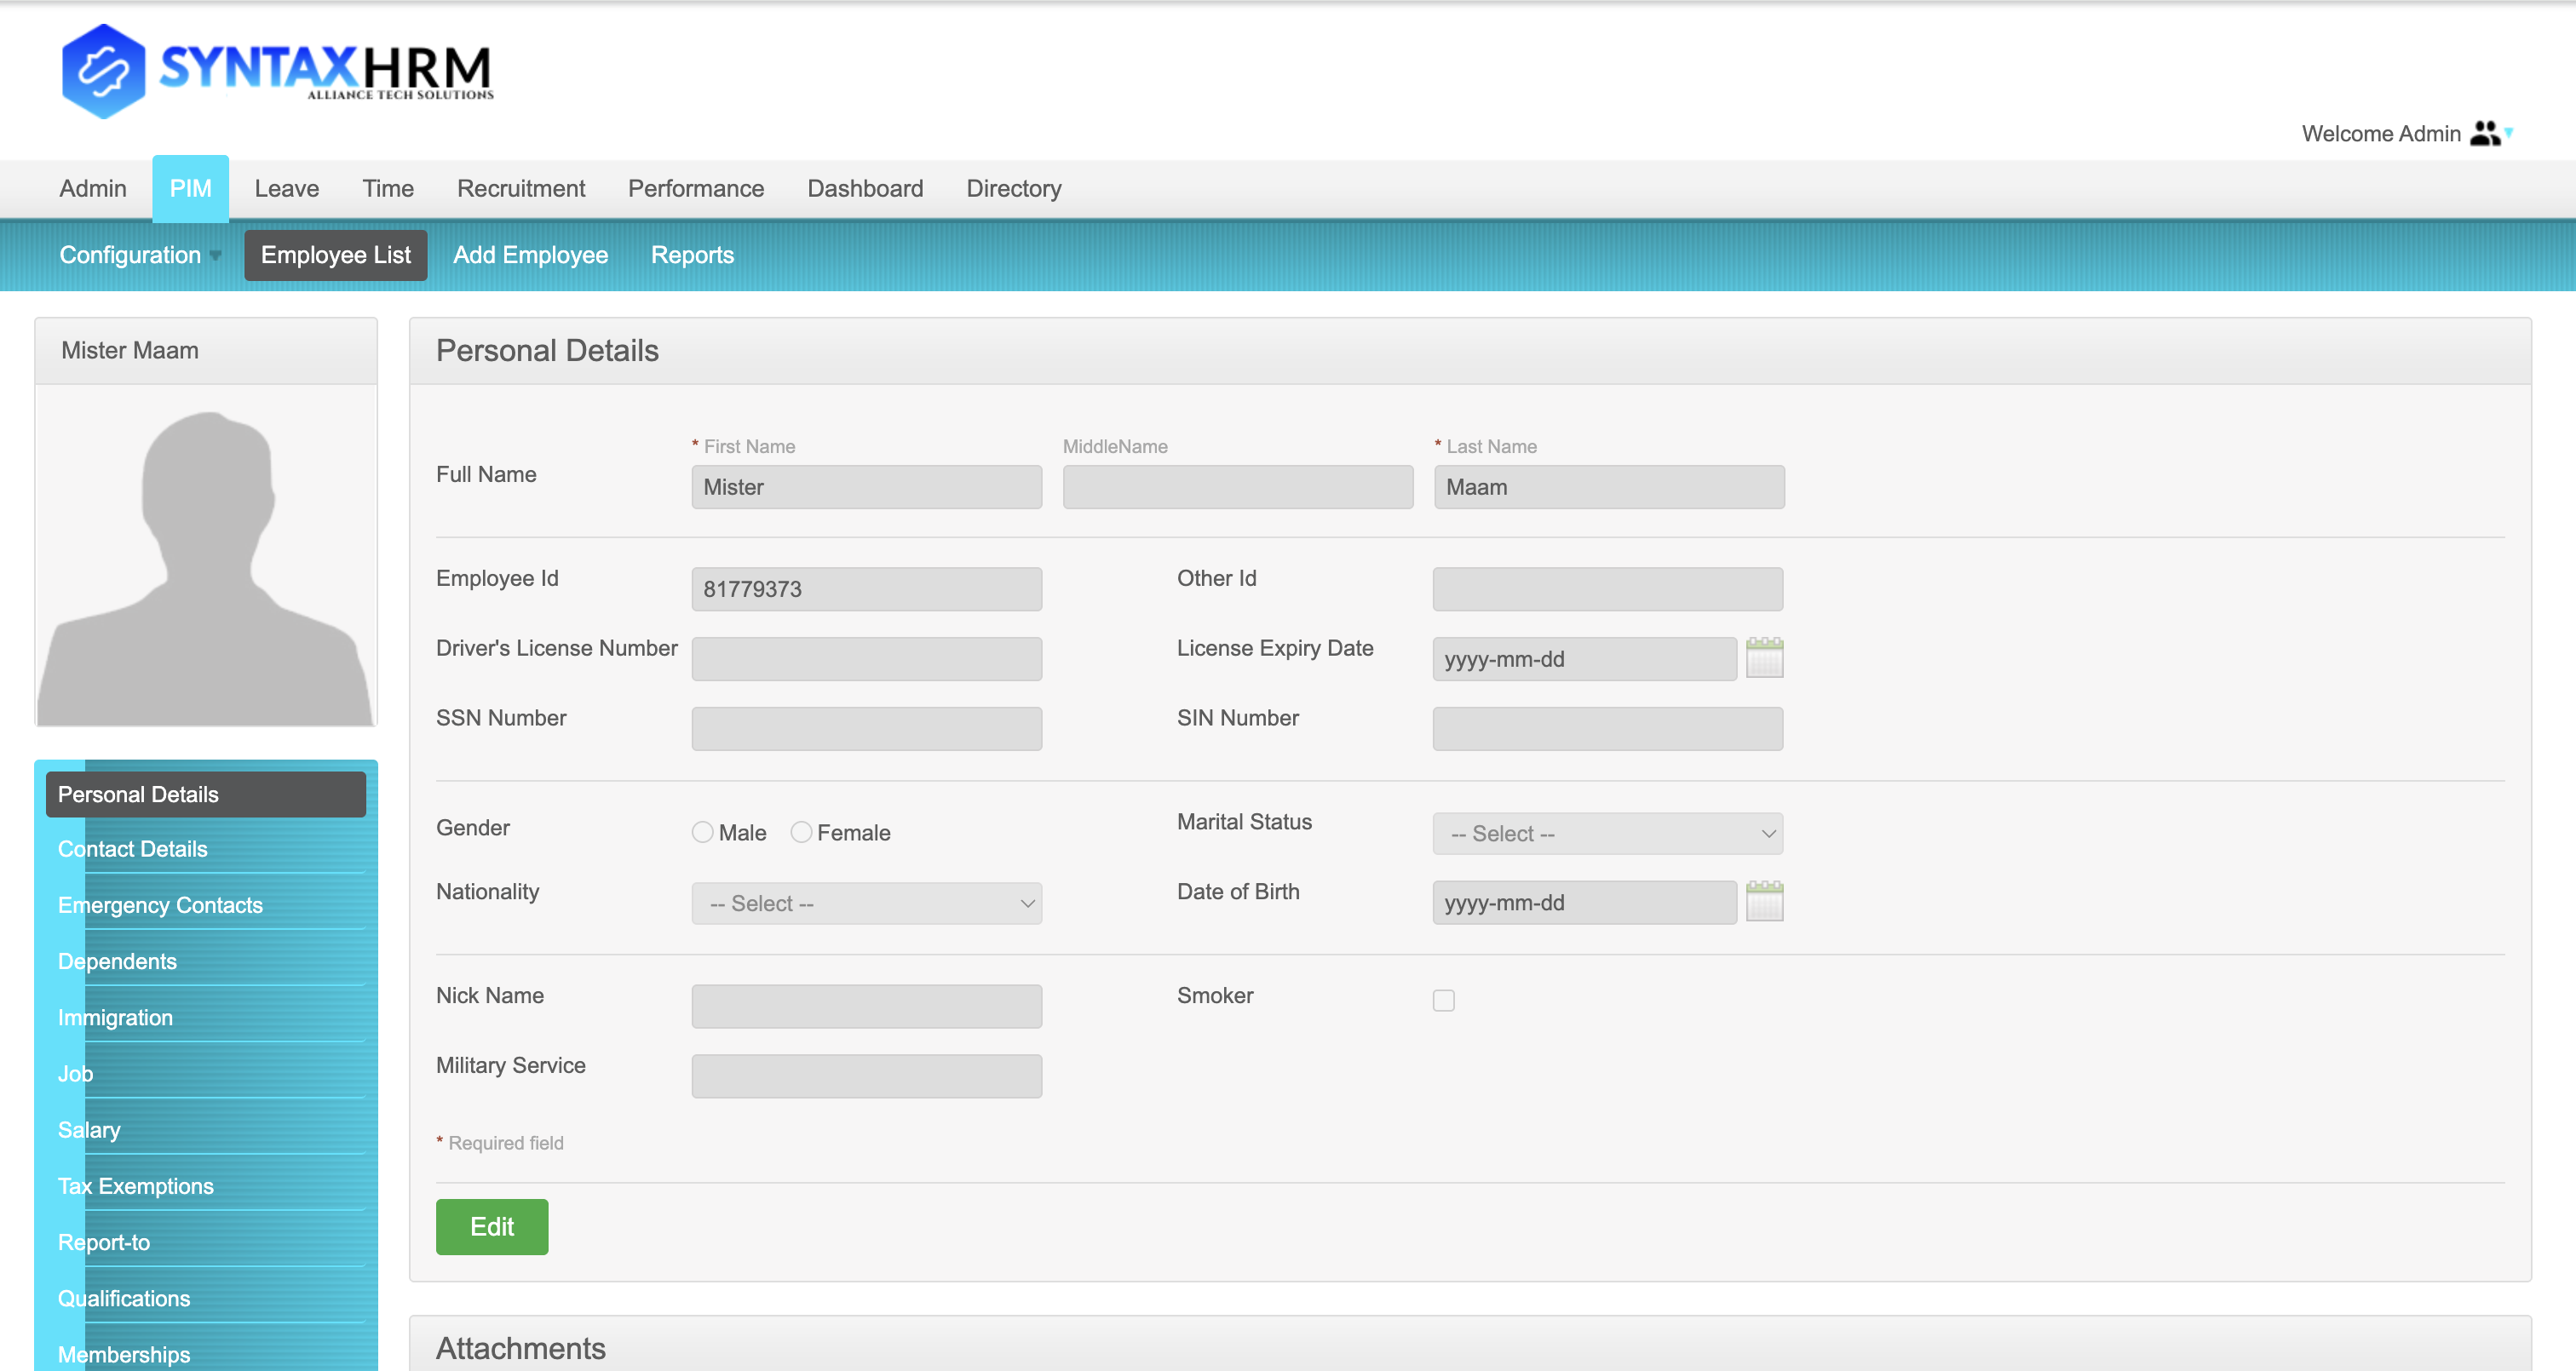 SYNTAXHRM
ALLIANCE TECH SOLUTIONS
Welcome Admin
Admin PIM Leave Time Recruitment Performance Dashboard Directory
Configuration Employee List Add Employee Reports
Mister Maam
Personal Details
Contact Details
Emergency Contacts
Dependents
Immigration
Job
Salary
Tax Exemptions
Report-to
Qualifications
Memberships
Personal Details
* First Name MiddleName * Last Name
Full Name Mister Maam
Employee Id 81779373 Other Id
Driver's License Number License Expiry Date yyyy-mm-dd
SSN Number SIN Number
Gender Male Female Marital Status -- Select --
Nationality -- Select -- Date of Birth yyyy-mm-dd
Nick Name Smoker
Military Service
* Required field
Edit
Attachments